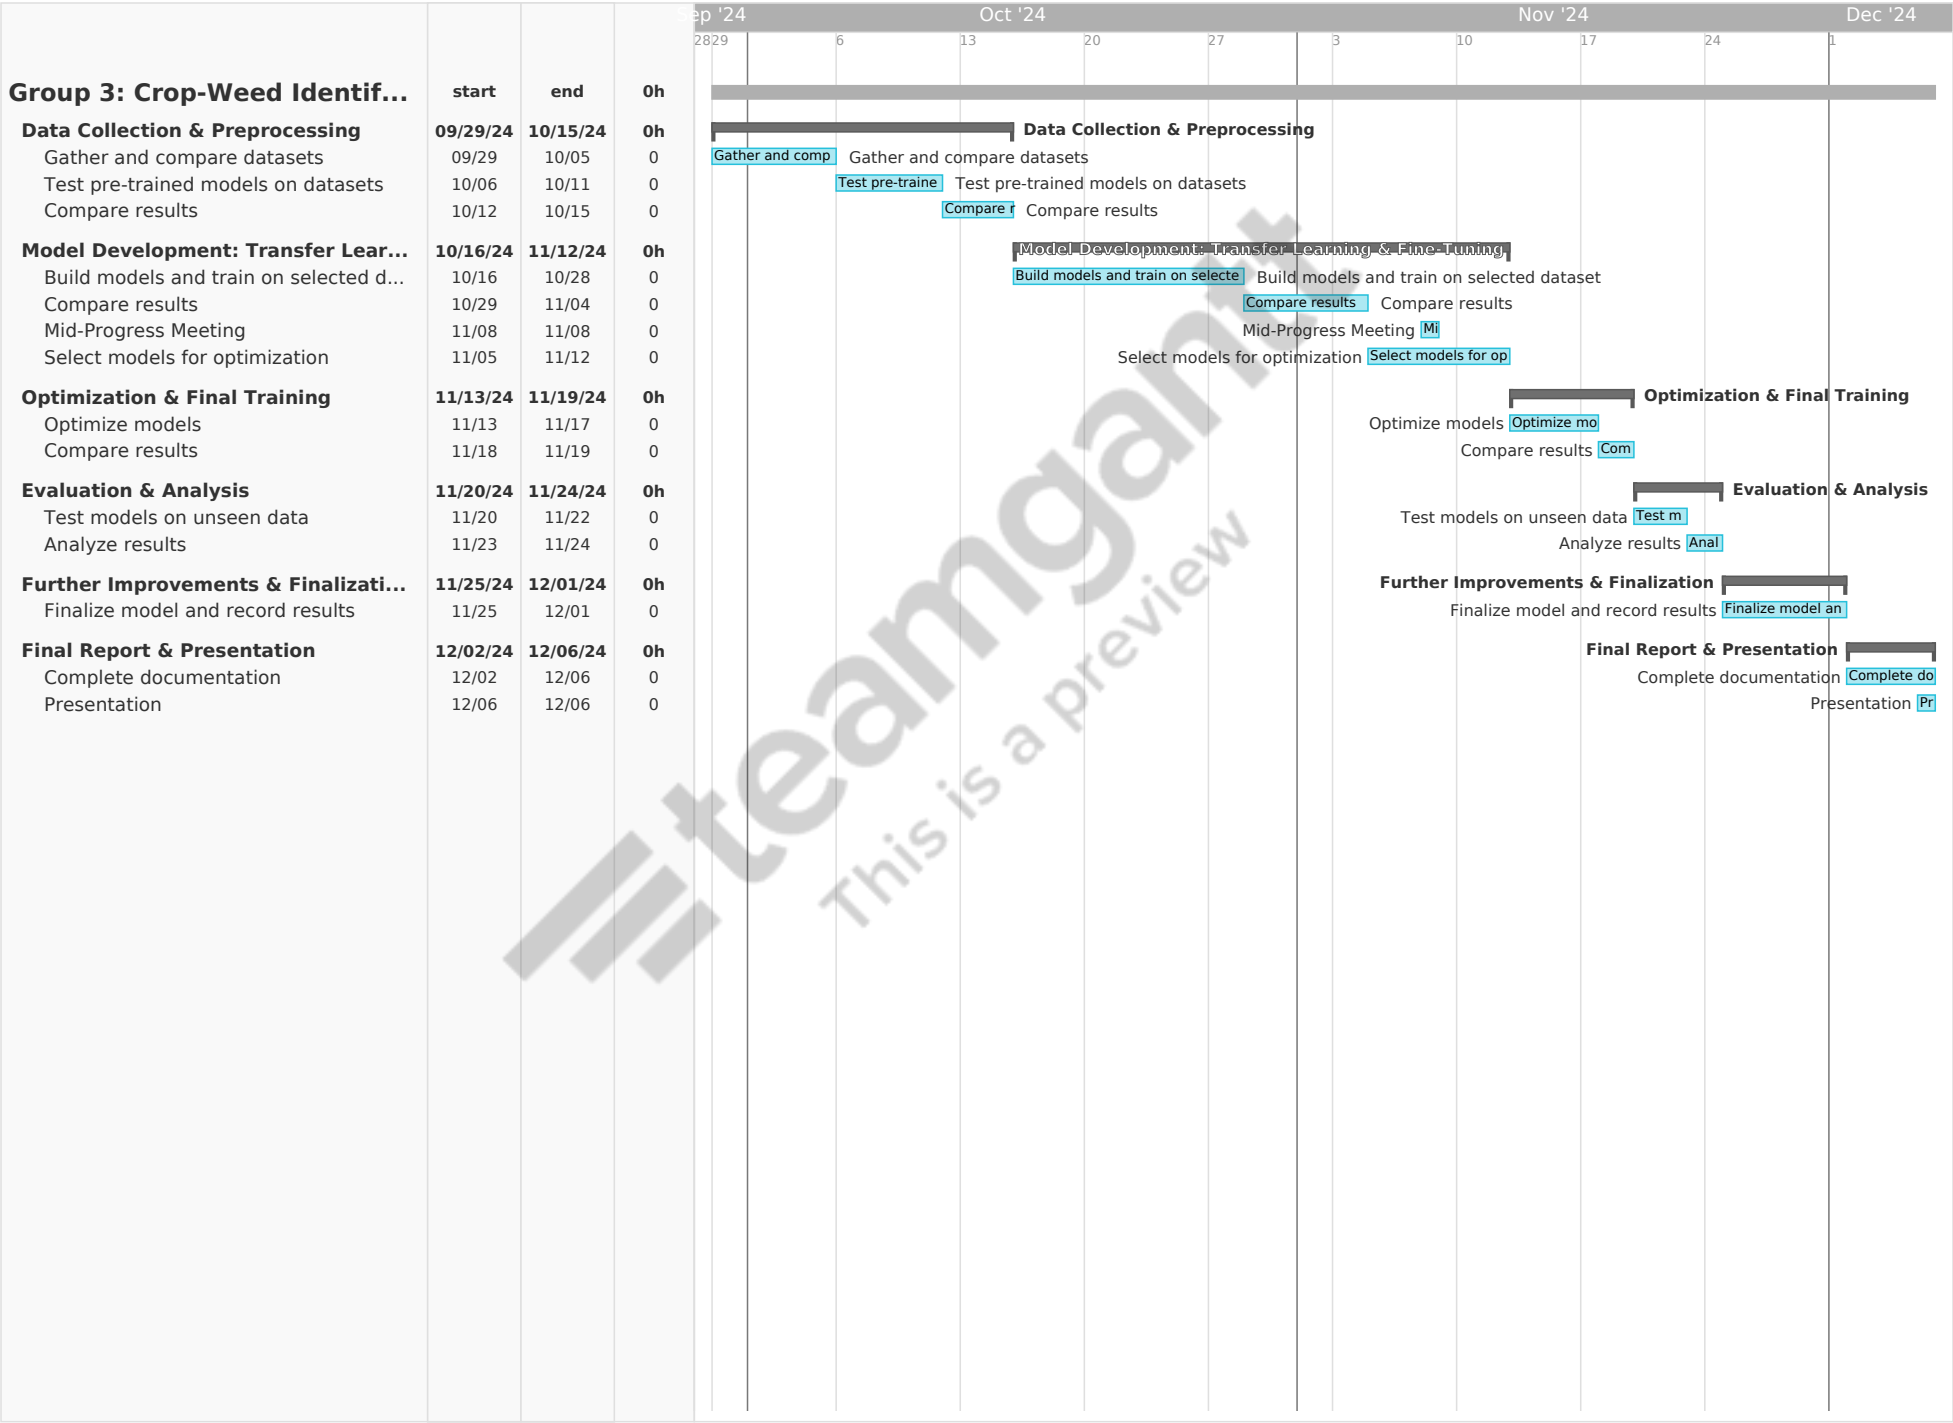 Sep '24 Oct '24 Nov '24 Dec '24
28 29 6 13 20 27 3 10 17 24 1
Group 3: Crop-Weed Identif... start end 0h
Data Collection & Preprocessing 09/29/24 10/15/24 0h Data Collection & Preprocessing
Gather and compare datasets 09/29 10/05 0 Gather and comp Gather and compare datasets
Test pre-trained models on datasets 10/06 10/11 0 Test pre-traine Test pre-trained models on datasets
Compare results 10/12 10/15 0 Compare r Compare results
Model Development: Transfer Lear... 10/16/24 11/12/24 0h Model Development: Transfer Learning & Fine-Tuning
Build models and train on selected d... 10/16 10/28 0 Build models and train on selecte Build models and train on selected dataset
Compare results 10/29 11/04 0 Compare results Compare results
Mid-Progress Meeting 11/08 11/08 0 Mid-Progress Meeting Mi
Select models for optimization 11/05 11/12 0 Select models for optimization Select models for op
Optimization & Final Training 11/13/24 11/19/24 0h Optimization & Final Training
Optimize models 11/13 11/17 0 Optimize models Optimize mo
Compare results 11/18 11/19 0 Compare results Com
Evaluation & Analysis 11/20/24 11/24/24 0h Evaluation & Analysis
Test models on unseen data 11/20 11/22 0 Test models on unseen data Test m
Analyze results 11/23 11/24 0 Analyze results Anal
Further Improvements & Finalizati... 11/25/24 12/01/24 0h Further Improvements & Finalization
Finalize model and record results 11/25 12/01 0 Finalize model and record results Finalize model an
Final Report & Presentation 12/02/24 12/06/24 0h Final Report & Presentation
Complete documentation 12/02 12/06 0 Complete documentation Complete do
Presentation 12/06 12/06 0 Presentation Pr
teamgantt
This is a preview